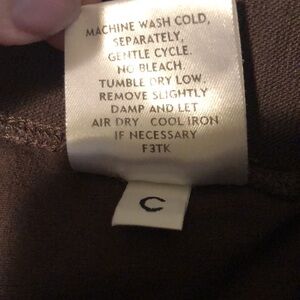 MACHINE WASH COLD,
SEPARATELY,
GENTLE CYCLE.
NO BLEACH.
TUMBLE DRY LOW.
REMOVE SLIGHTLY
DAMP AND LET
AIR DRY. COOL IRON
IF NECESSARY
F3TK
C